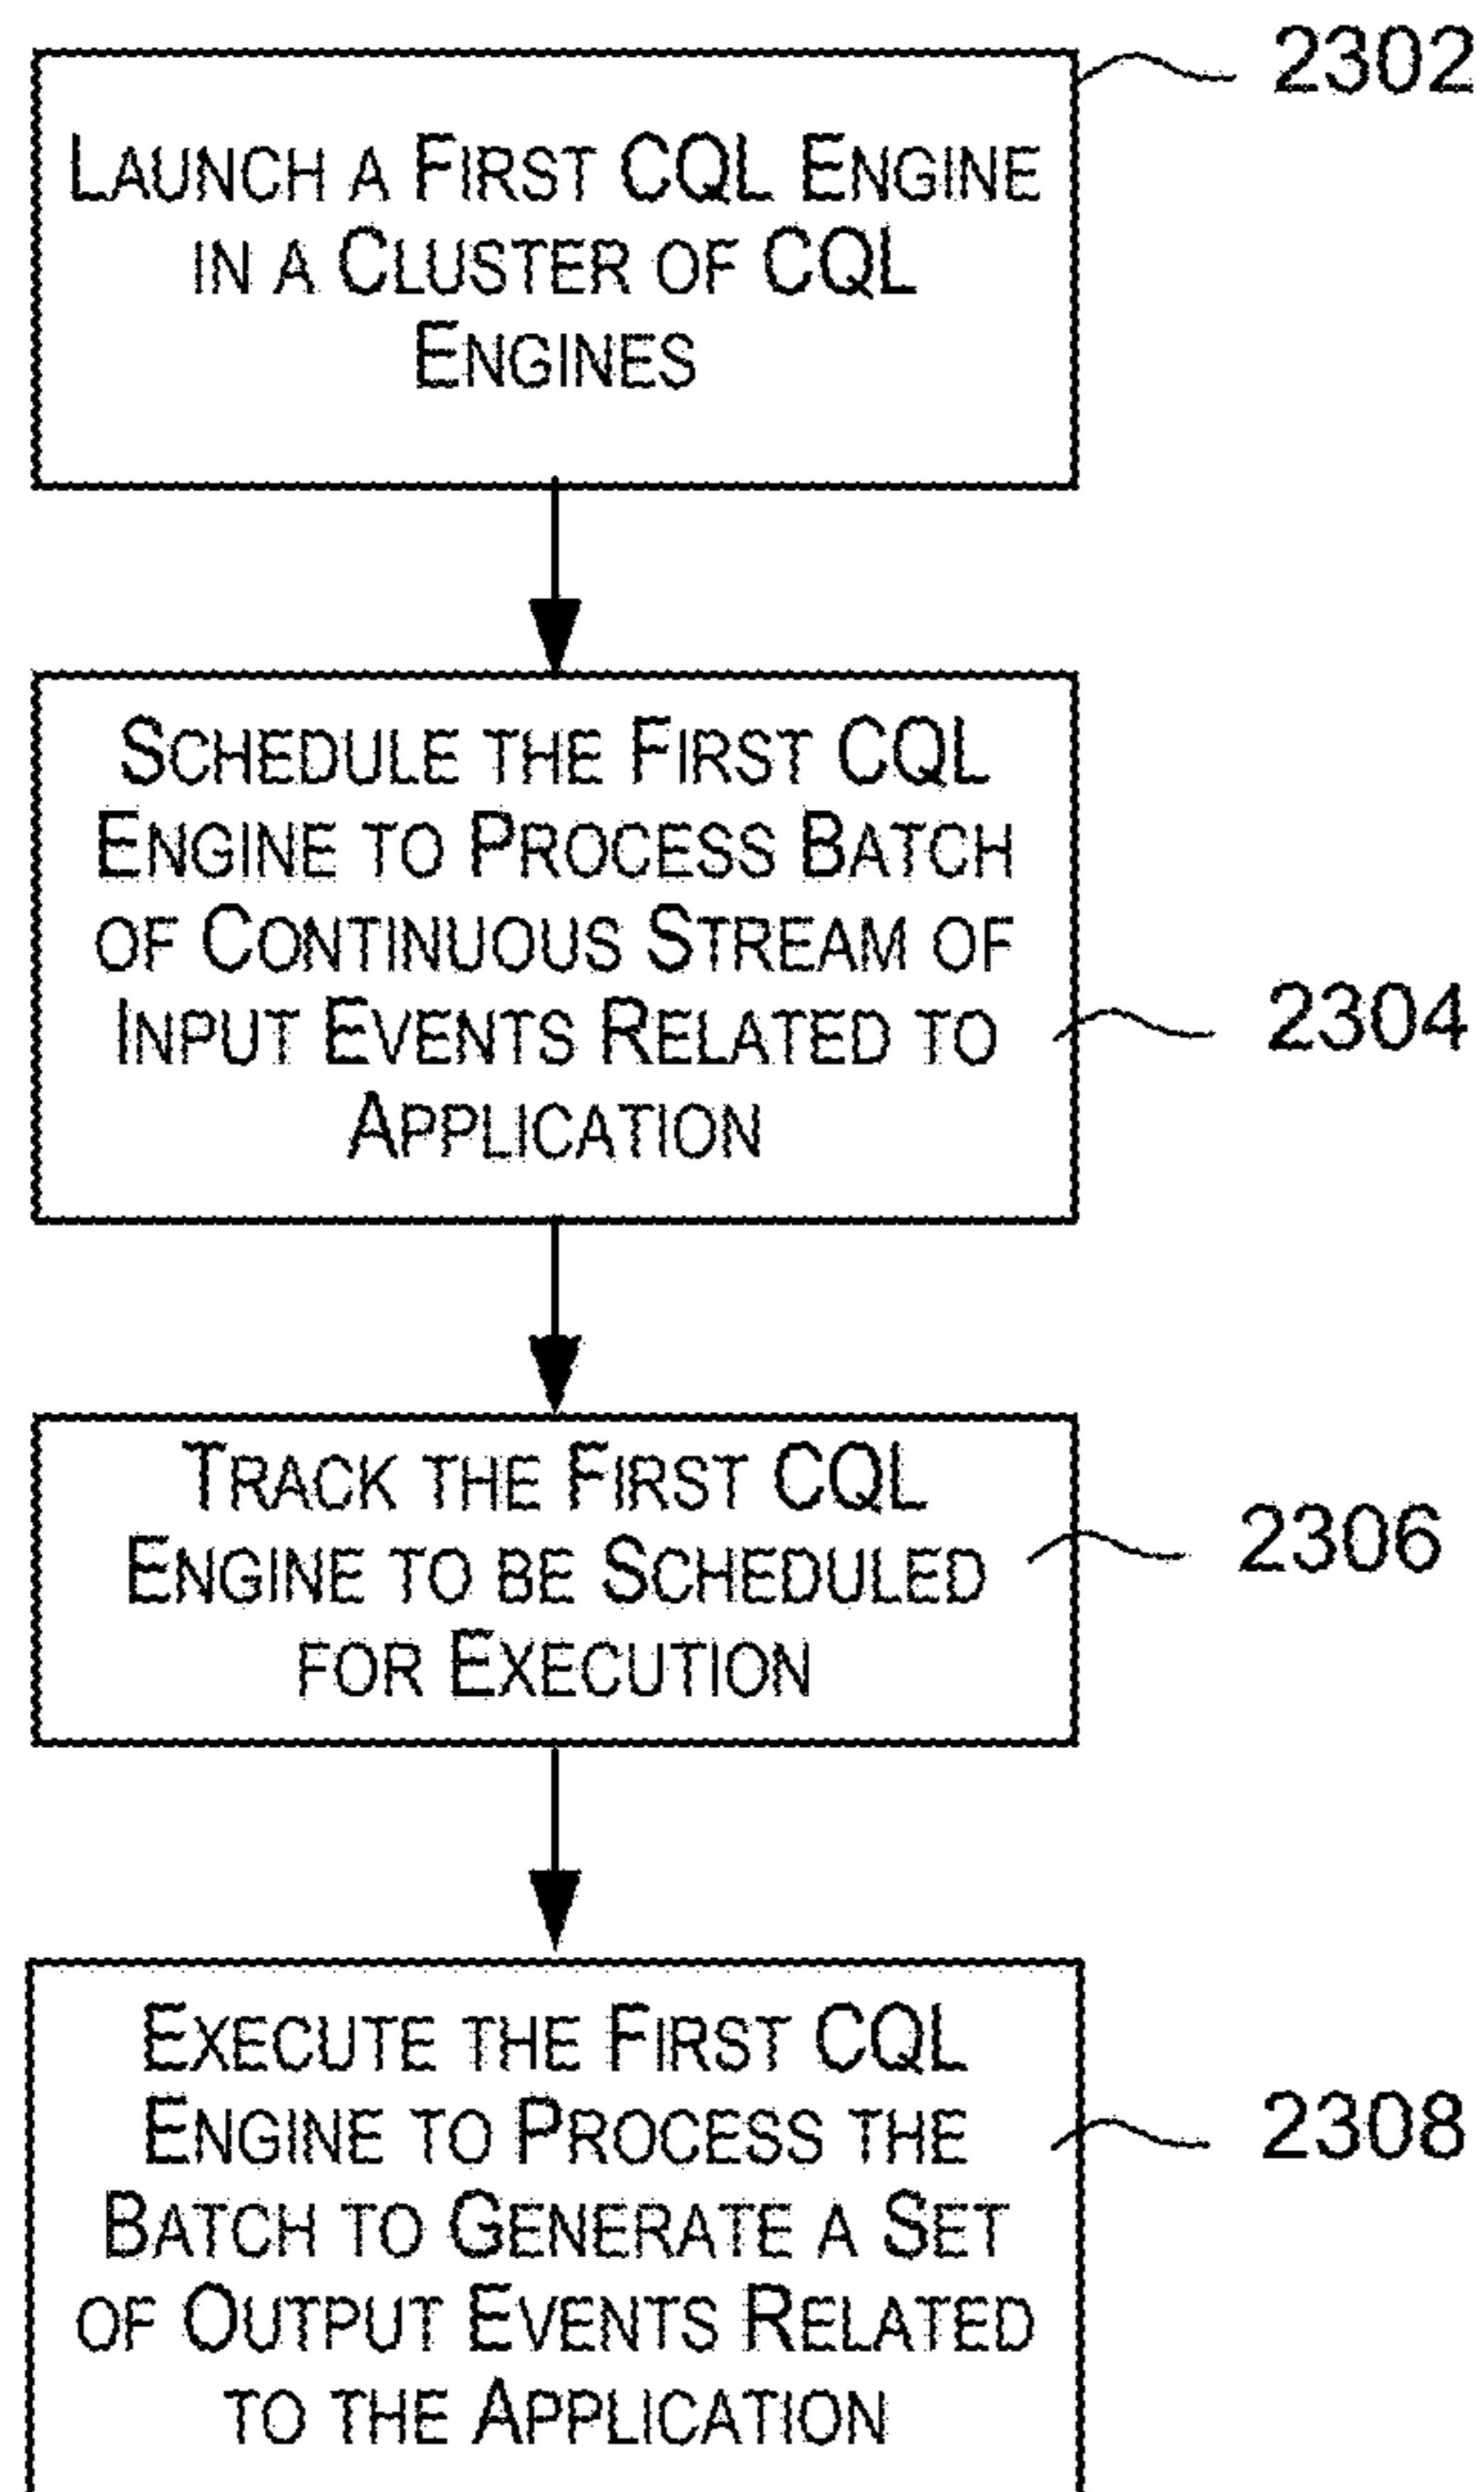 2302
LAUNCH A FIRST CQL ENGINE
IN A CLUSTER OF CQL
ENGINES
SCHEDULE THE FIRST CQL
ENGINE TO PROCESS BATCH
OF CONTINUOUS STREAM OF
INPUT EVENTS RELATED TO
2304
APPLICATION
TRACK THE FIRST CQL
ENGINE TO BE SCHEDULED
2306
FOR EXECUTION
EXECUTE THE FIRST CQL
ENGINE TO PROCESS THE
2308
BATCH TO GENERATE A SET
OF OUTPUT EVENTS RELATED
TO THE APPLICATION